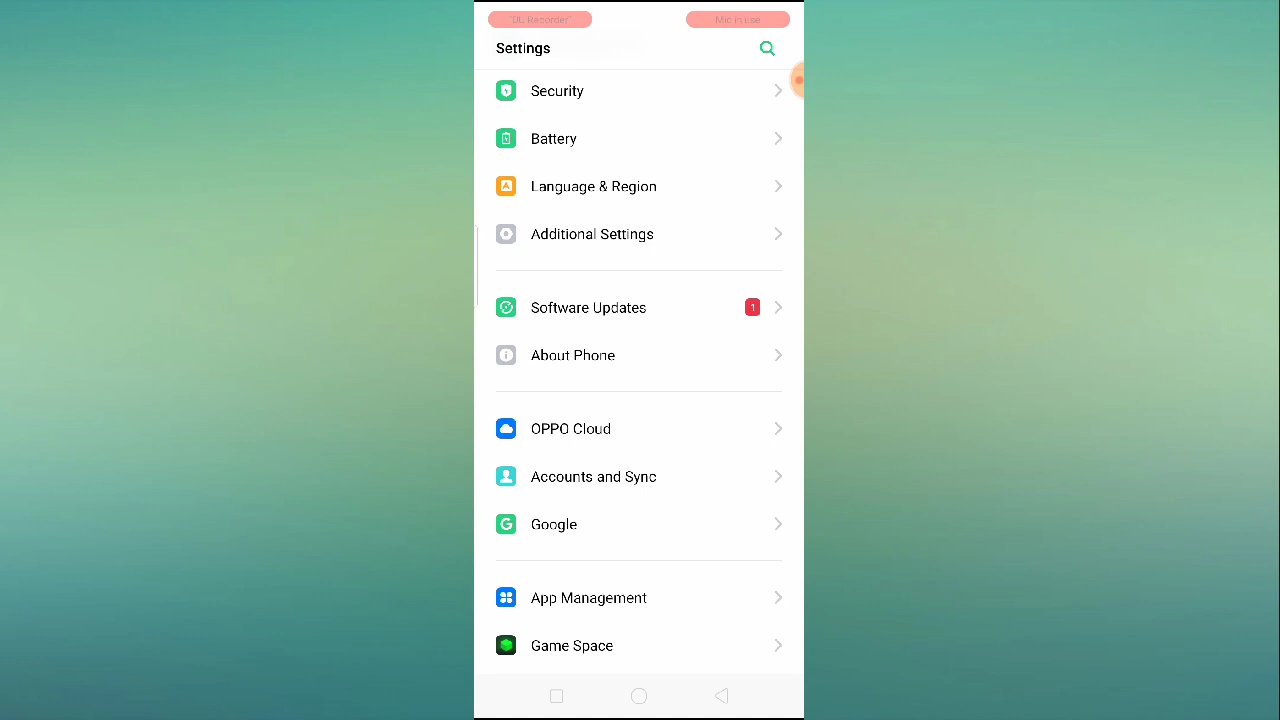 "DU Recorder" Mic in use
Settings
Security
Battery
Language & Region
Additional Settings
Software Updates 1
About Phone
OPPO Cloud
Accounts and Sync
Google
App Management
Game Space